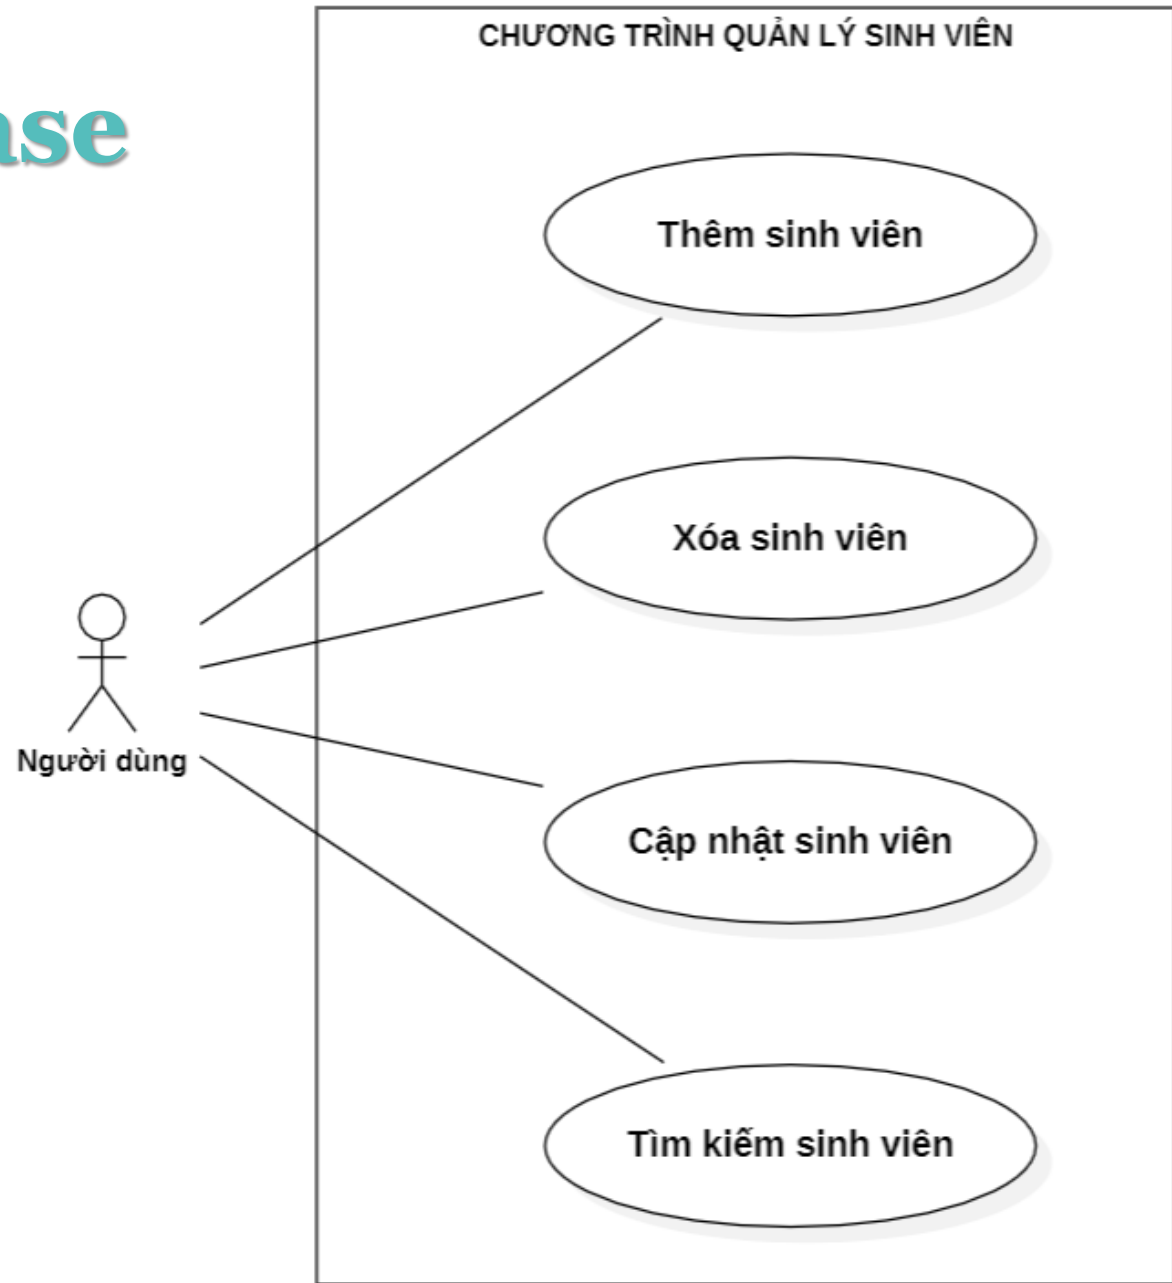 CHƯƠNG TRÌNH QUẢN LÝ SINH VIÊN
ase
Thêm sinh viên
Xóa sinh viên
Người dùng
Cập nhật sinh viên
Tìm kiếm sinh viên